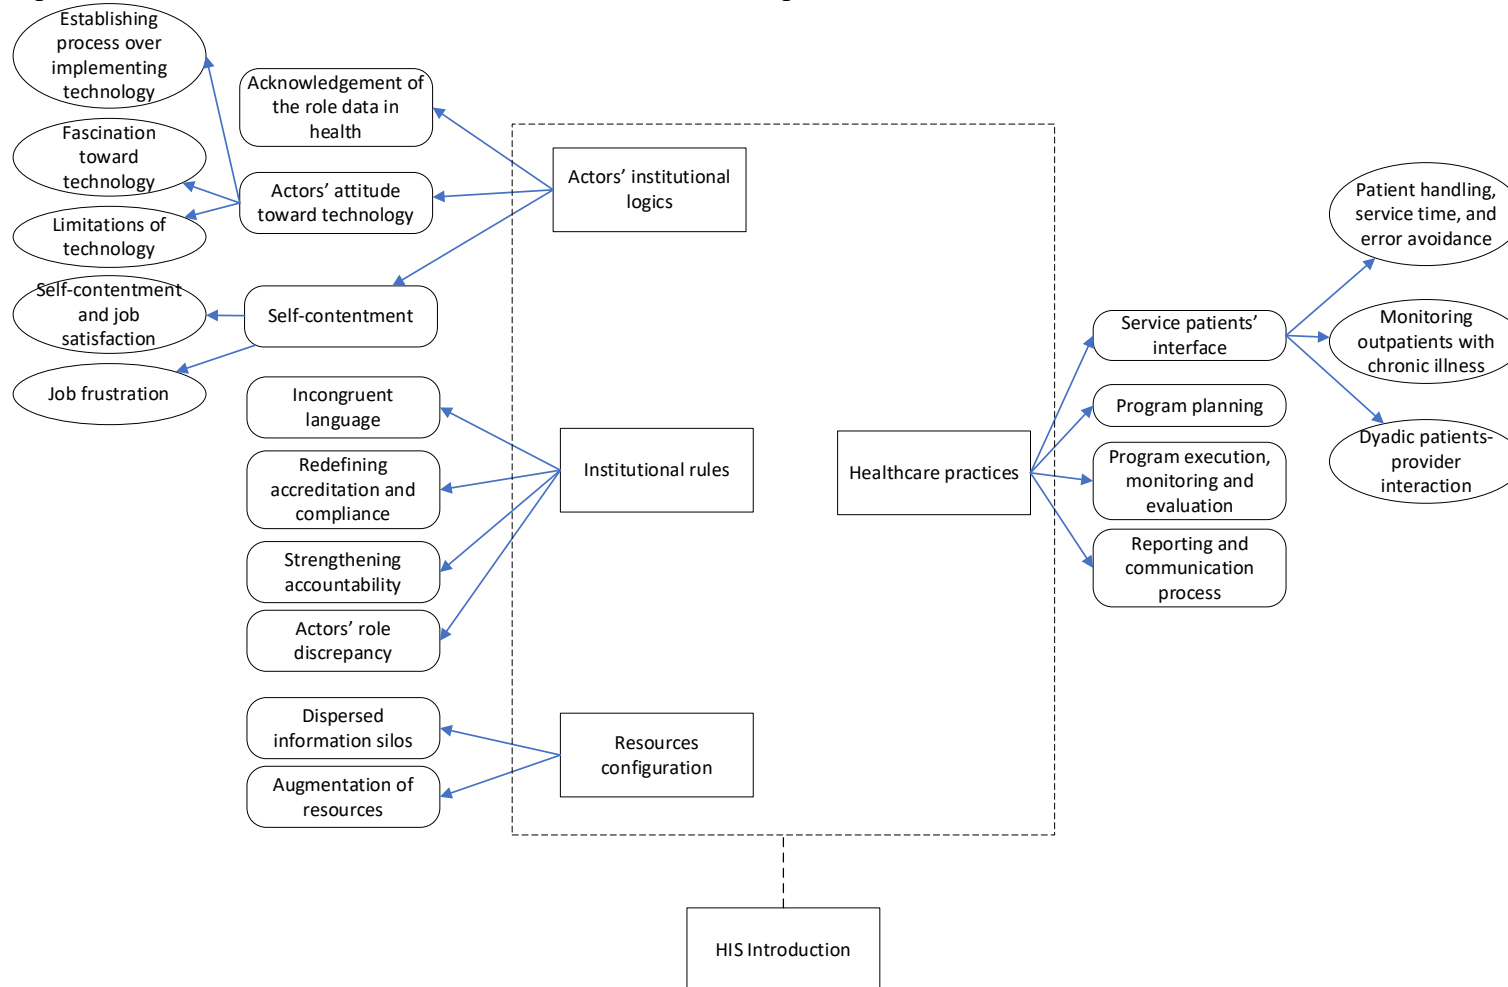 Establishing
process over
implementing
technology
Fascination
toward
technology
Limitations of
technology
Self-contentment
and job
satisfaction
Job frustration
Acknowledgement of
the role data in
health
Actors’ attitude
toward technology
Self-contentment
Incongruent
language
Redefining
accreditation and
compliance
Strengthening
accountability
Actors’ role
discrepancy
Dispersed
information silos
Augmentation of
resources
Actors’ institutional
logics
Institutional rules
Resources
configuration
Healthcare practices
Service patients’
interface
Program planning
Program execution,
monitoring and
evaluation
Reporting and
communication
process
Patient handling,
service time, and
error avoidance
Monitoring
outpatients with
chronic illness
Dyadic patients-
provider
interaction
HIS Introduction